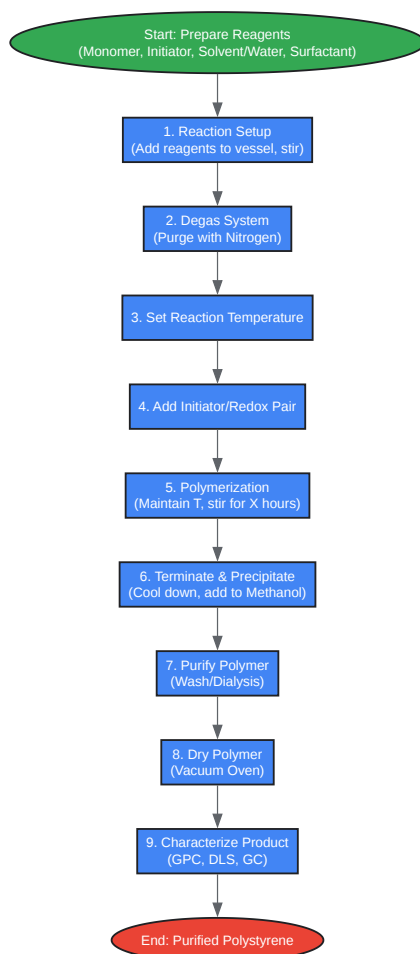 Start: Prepare Reagents
(Monomer, Initiator, Solvent/Water, Surfactant)
1. Reaction Setup
(Add reagents to vessel, stir)
2. Degas System
(Purge with Nitrogen)
3. Set Reaction Temperature
4. Add Initiator/Redox Pair
5. Polymerization
(Maintain T, stir for X hours)
6. Terminate & Precipitate
(Cool down, add to Methanol)
7. Purify Polymer
(Wash/Dialysis)
8. Dry Polymer
(Vacuum Oven)
9. Characterize Product
(GPC, DLS, GC)
End: Purified Polystyrene